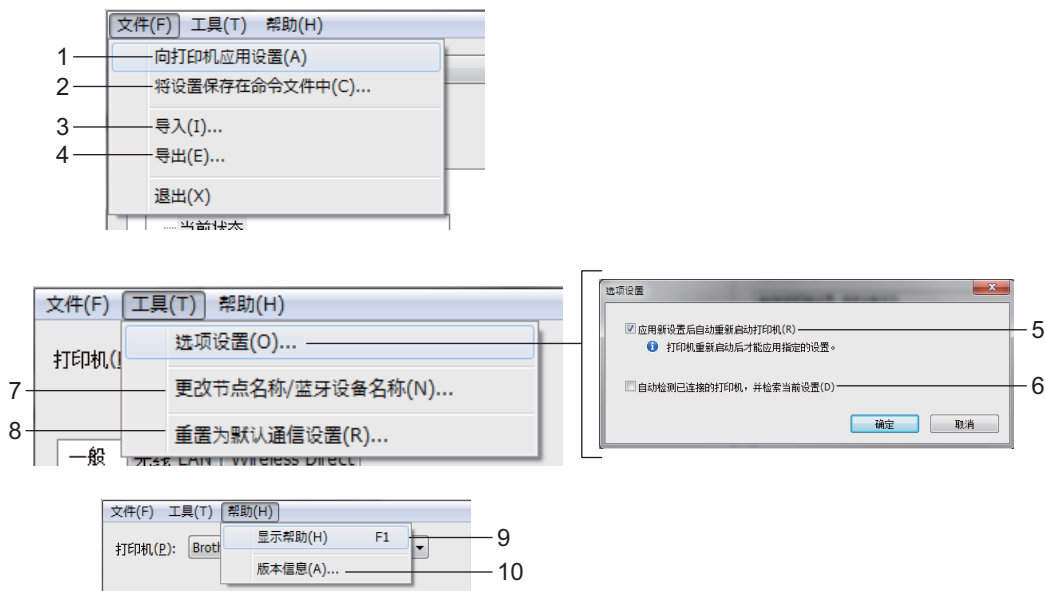 文件(F) 工具(T) 帮助(H)
1 向打印机应用设置(A)
2 将设置保存在命令文件中(C)...
3 导入(I)...
4 导出(E)...
退出(X)
当前状态
文件(F) 工具(T) 帮助(H)
打印机(
选项设置(O)...
7 更改节点名称/蓝牙设备名称(N)...
8 重置为默认通信设置(R)...
一般 无线 LAN Wireless Direct
选项设置
应用新设置后自动重新启动打印机(R) 5
打印机重新启动后才能应用指定的设置。
自动检测已连接的打印机，并检索当前设置(D) 6
确定 取消
文件(F) 工具(T) 帮助(H)
打印机(P): Broth
显示帮助(H) F1 9
版本信息(A)... 10